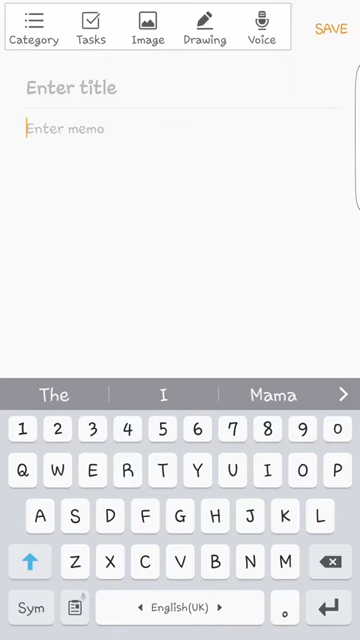 Category Tasks Image Drawing Voice SAVE
Enter title
Enter memo
The I Mama
1 2 3 4 5 6 7 8 9 0
Q W E R T Y U I O P
A S D F G H J K L
Z X C V B N M
Sym English(UK) .